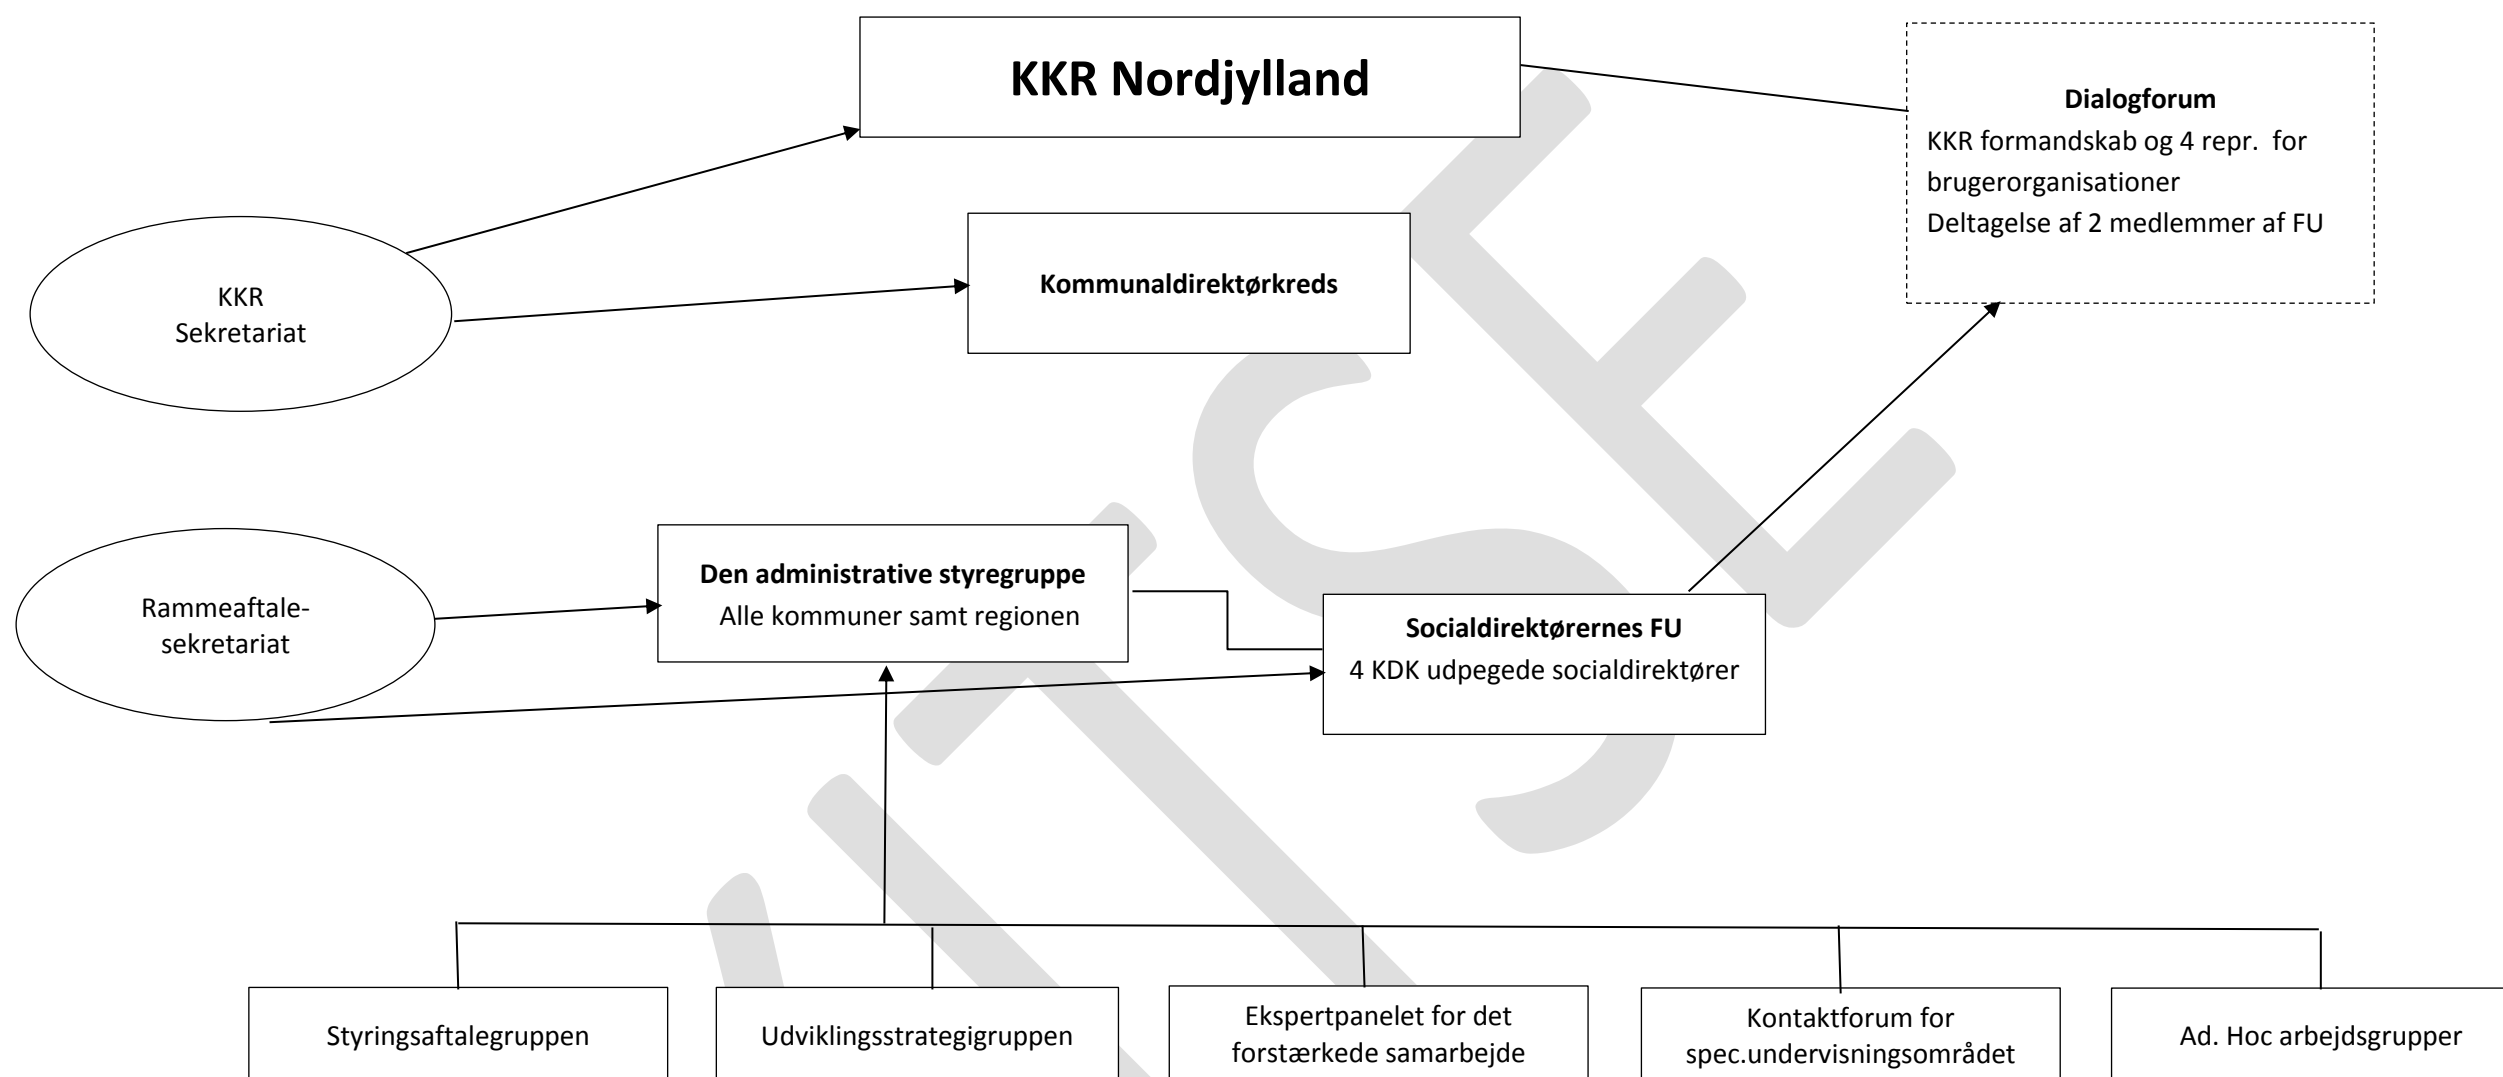 KKR Nordjylland
Dialogforum
KKR formandskab og 4 repr.  for
brugerorganisationer
Deltagelse af 2 medlemmer af FU
KKR
Sekretariat
Kommunaldirektørkreds
Rammeaftale-
sekretariat
Den administrative styregruppe
Alle kommuner samt regionen
Socialdirektørernes FU
4 KDK udpegede socialdirektører
Styringsaftalegruppen
Udviklingsstrategigruppen
Ekspertpanelet for det
forstærkede samarbejde
Kontaktforum for
spec.undervisningsområdet
Ad. Hoc arbejdsgrupper